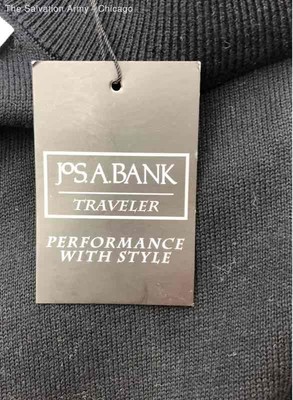 The Salvation Army - Chicago
JOS.A.BANK
TRAVELER
PERFORMANCE
WITH STYLE